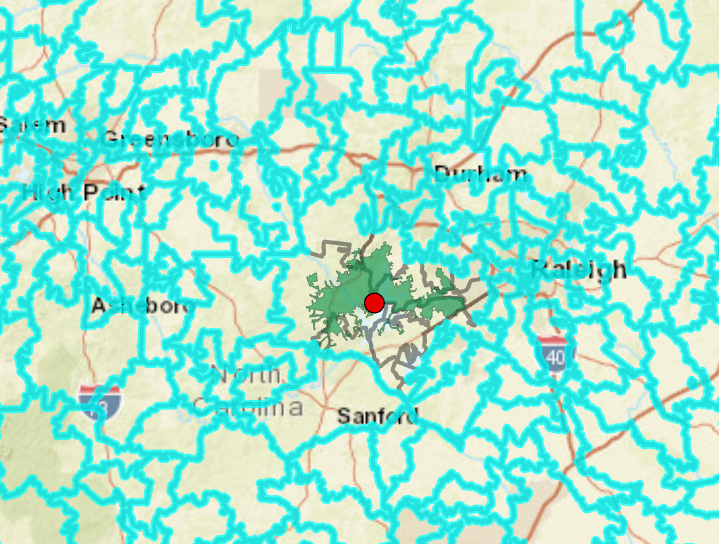 Salem
Greensboro
High Point
Durham
Raleigh
Asheboro
40
North
Carolina
Sanford